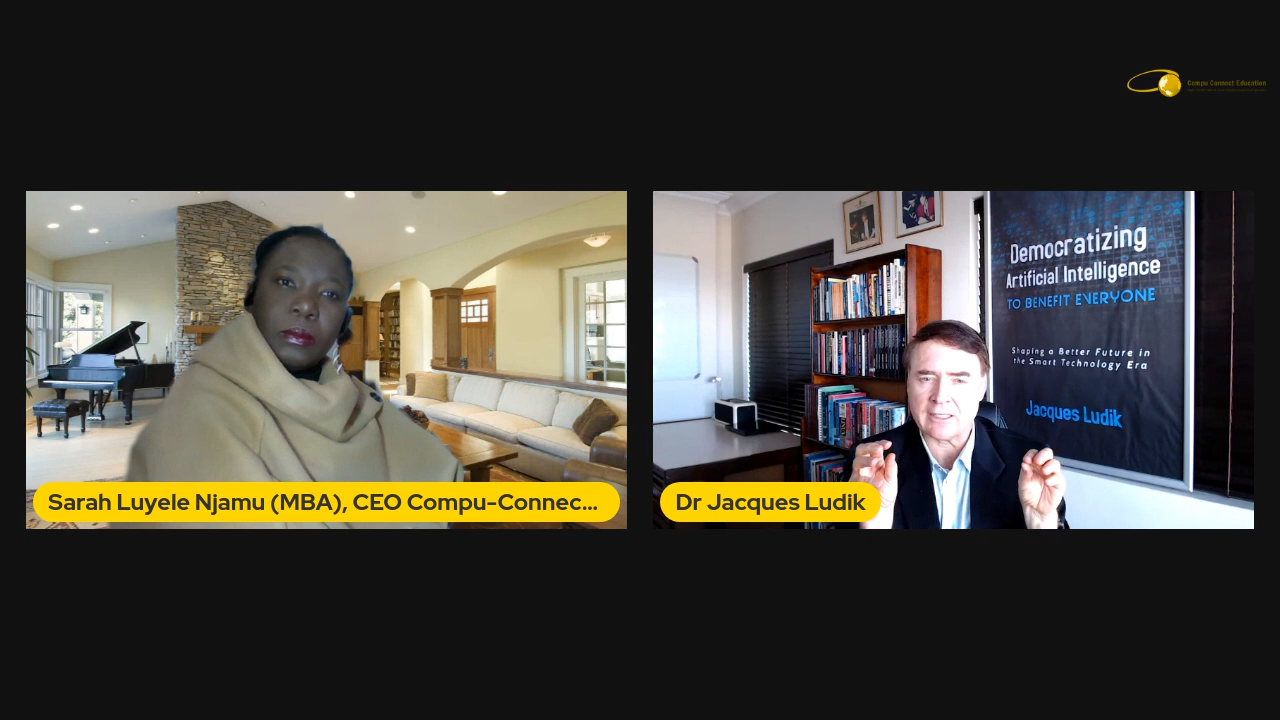 Compu Connect Education
Democratizing
Artificial Intelligence
TO BENEFIT EVERYONE
Shaping a Better Future in
the Smart Technology Era
Jacques Ludik
Sarah Luyele Njamu (MBA), CEO Compu-Connec...
Dr Jacques Ludik